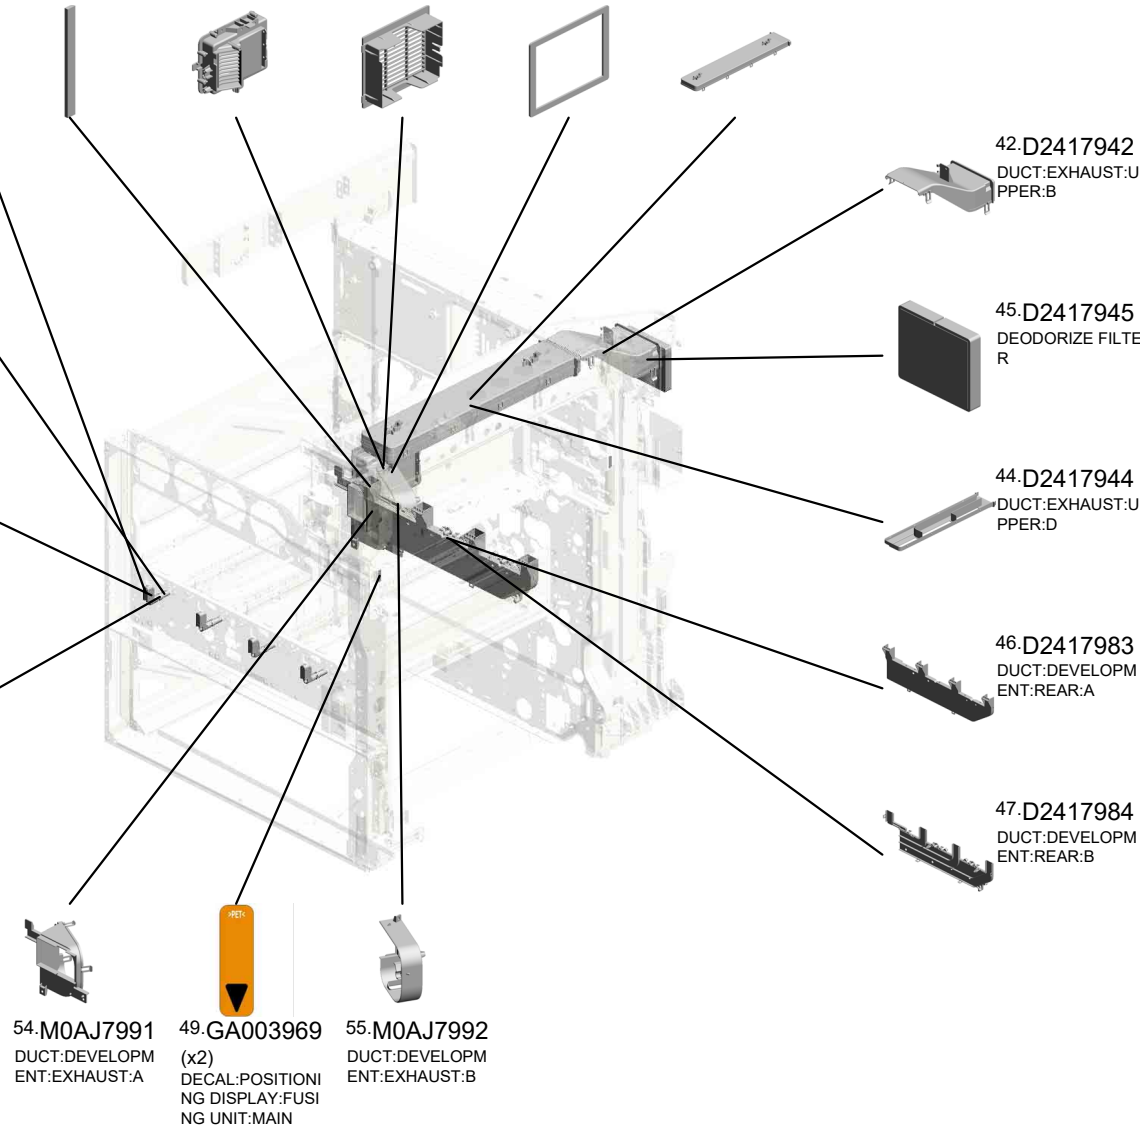 42.D2417942
DUCT:EXHAUST:U
PPER:B
45.D2417945
DEODORIZE FILTE
R
44.D2417944
DUCT:EXHAUST:U
PPER:D
46.D2417983
DUCT:DEVELOPM
ENT:REAR:A
47.D2417984
DUCT:DEVELOPM
ENT:REAR:B
>PET<
54.M0AJ7991
DUCT:DEVELOPM
ENT:EXHAUST:A
49.GA003969
(x2)
DECAL:POSITIONI
NG DISPLAY:FUSI
NG UNIT:MAIN
55.M0AJ7992
DUCT:DEVELOPM
ENT:EXHAUST:B